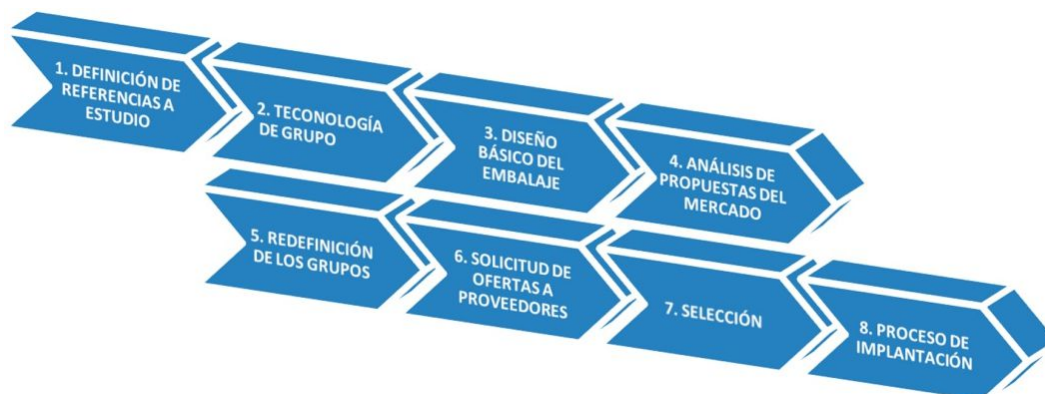 1. DEFINICIÓN DE
REFERENCIAS A
ESTUDIO
2. TECONOLOGÍA
DE GRUPO
3. DISEÑO
BÁSICO DEL
EMBALAJE
4. ANÁLISIS DE
PROPUESTAS DEL
MERCADO
5. REDEFINICIÓN
DE LOS GRUPOS
6. SOLICITUD DE
OFERTAS A
PROVEEDORES
7. SELECCIÓN
8. PROCESO DE
IMPLANTACIÓN